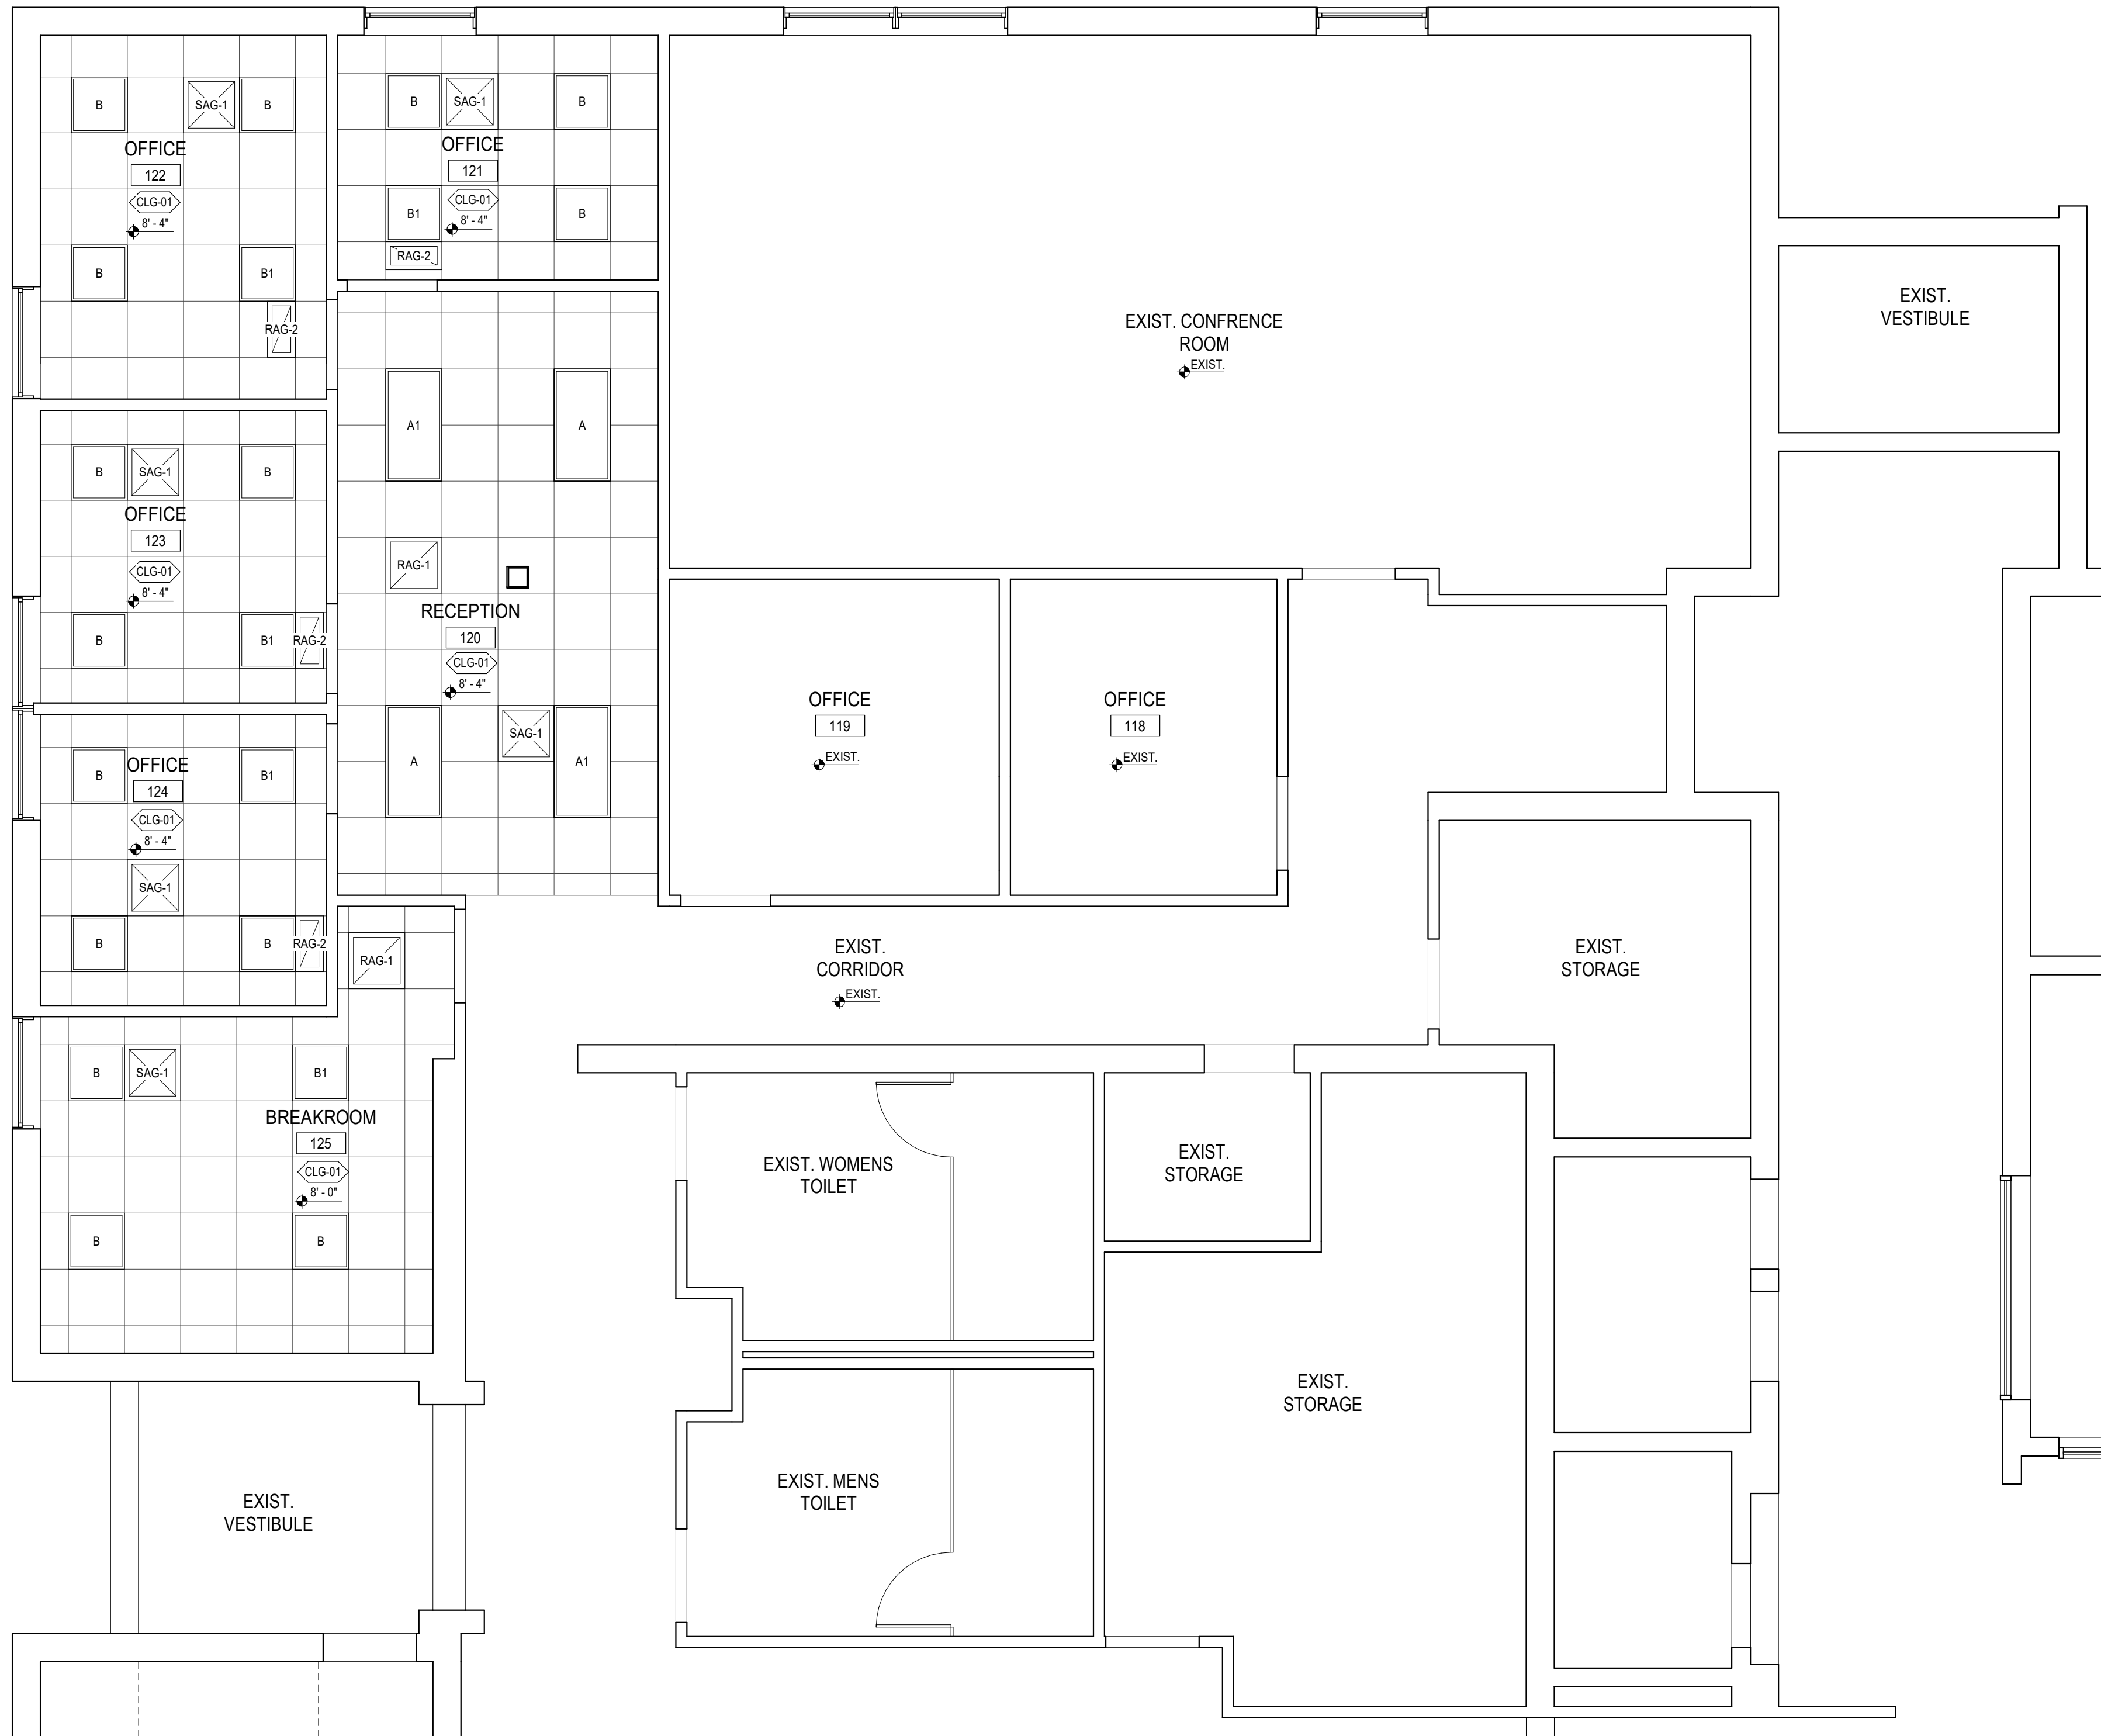 B
SAG-1
B
OFFICE
122
CLG-01
8' - 4"
B
B1
RAG-2
B
SAG-1
B
OFFICE
121
CLG-01
8' - 4"
B1
B
RAG-2
EXIST. CONFRENCE
ROOM
EXIST.
EXIST.
VESTIBULE
B
SAG-1
B
OFFICE
123
CLG-01
8' - 4"
B
B1
RAG-2
A1
A
RAG-1
RECEPTION
120
CLG-01
8' - 4"
A
SAG-1
A1
OFFICE
119
EXIST.
OFFICE
118
EXIST.
B
OFFICE
B1
124
CLG-01
8' - 4"
SAG-1
B
B
RAG-2
RAG-1
EXIST.
CORRIDOR
EXIST.
EXIST.
STORAGE
B
SAG-1
B1
BREAKROOM
125
CLG-01
8' - 0"
B
B
EXIST. WOMENS
TOILET
EXIST.
STORAGE
EXIST.
STORAGE
EXIST. MENS
TOILET
EXIST.
VESTIBULE